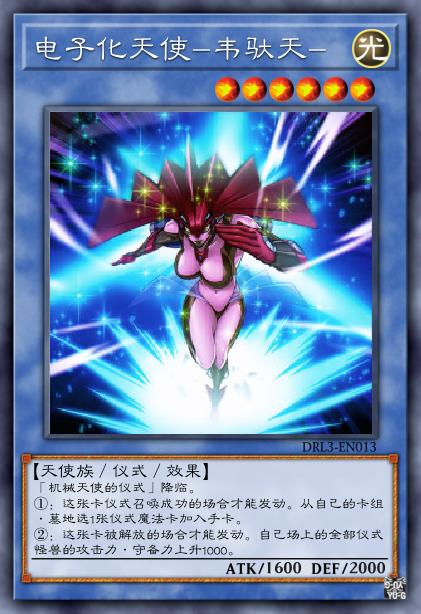 电子化天使-韦驮天-
光
DRL3-EN013
【天使族/仪式/效果】
「机械天使的仪式」降临。
①:这张卡仪式召唤成功的场合才能发动。从自己的卡组
・墓地选1张仪式魔法卡加入手卡。
②:这张卡被解放的场合才能发动。自己场上的全部仪式
怪兽的攻击力・守备力上升1000。
ATK/1600 DEF/2000